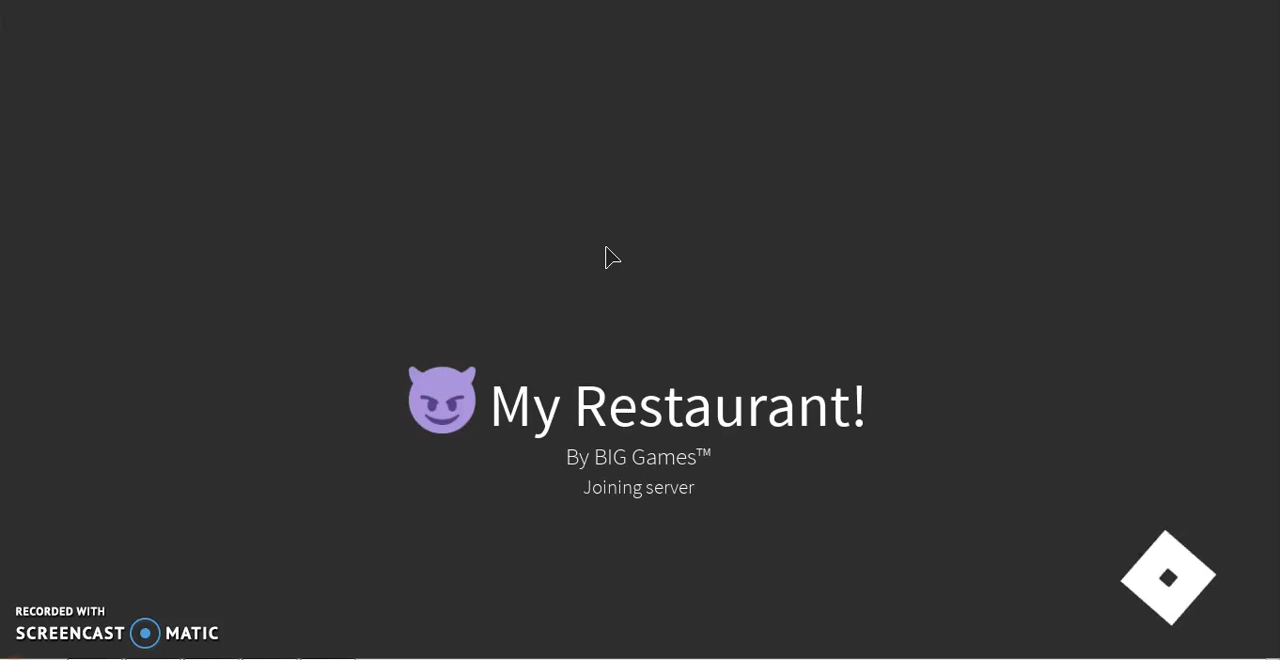 😈 My Restaurant!
By BIG Games™
Joining server
RECORDED WITH
SCREENCAST MATIC